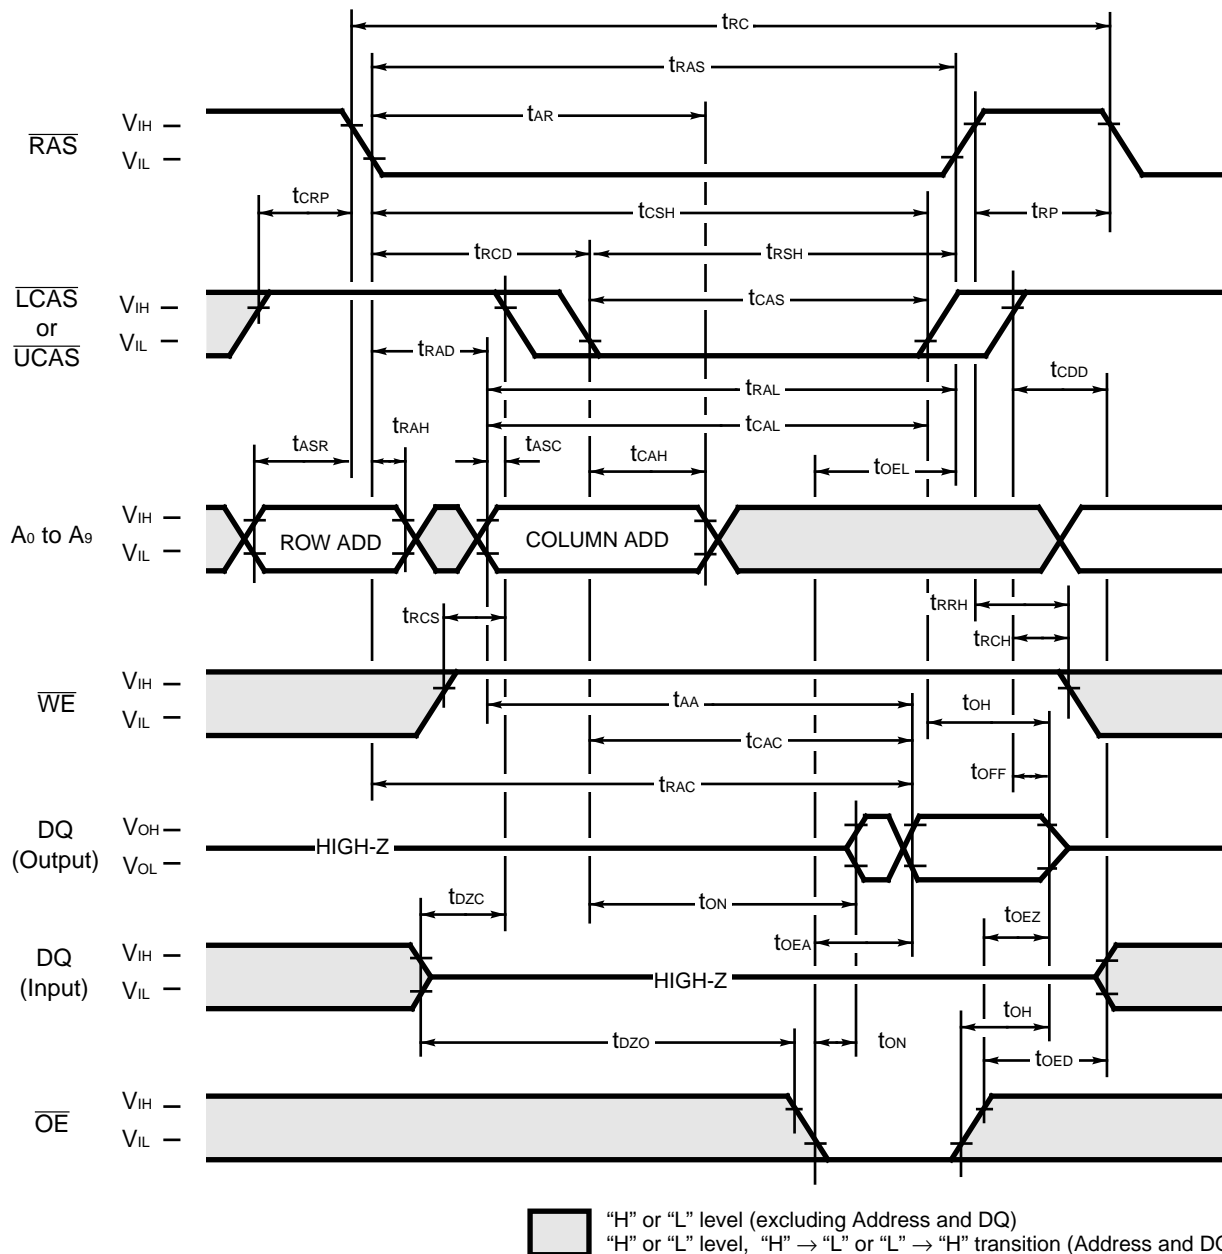 tRC
tRAS
tAR
RAS
VIH
VIL
tCRP
tCSH
tRP
tRCD
tRSH
LCAS
or
UCAS
VIH
VIL
tCAS
tRAD
tCDD
tRAL
tCAL
tRAH
tASR
tASC
tCAH
tOEL
A0 to A9
VIH
VIL
ROW ADD
COLUMN ADD
tRRH
tRCS
tRCH
WE
VIH
VIL
tAA
tOH
tCAC
tOFF
tRAC
DQ
(Output)
VOH
VOL
HIGH-Z
tDZC
tON
tOEZ
tOEA
DQ
(Input)
VIH
VIL
HIGH-Z
tOH
tDZO
tON
tOED
OE
VIH
VIL
“H” or “L” level (excluding Address and DQ)
“H” or “L” level, “H” → “L” or “L” → “H” transition (Address and DQ